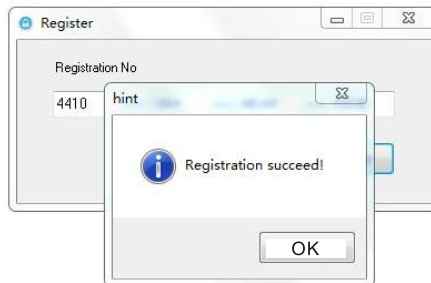 Register
Registration No
4410
hint
Registration succeed!
OK